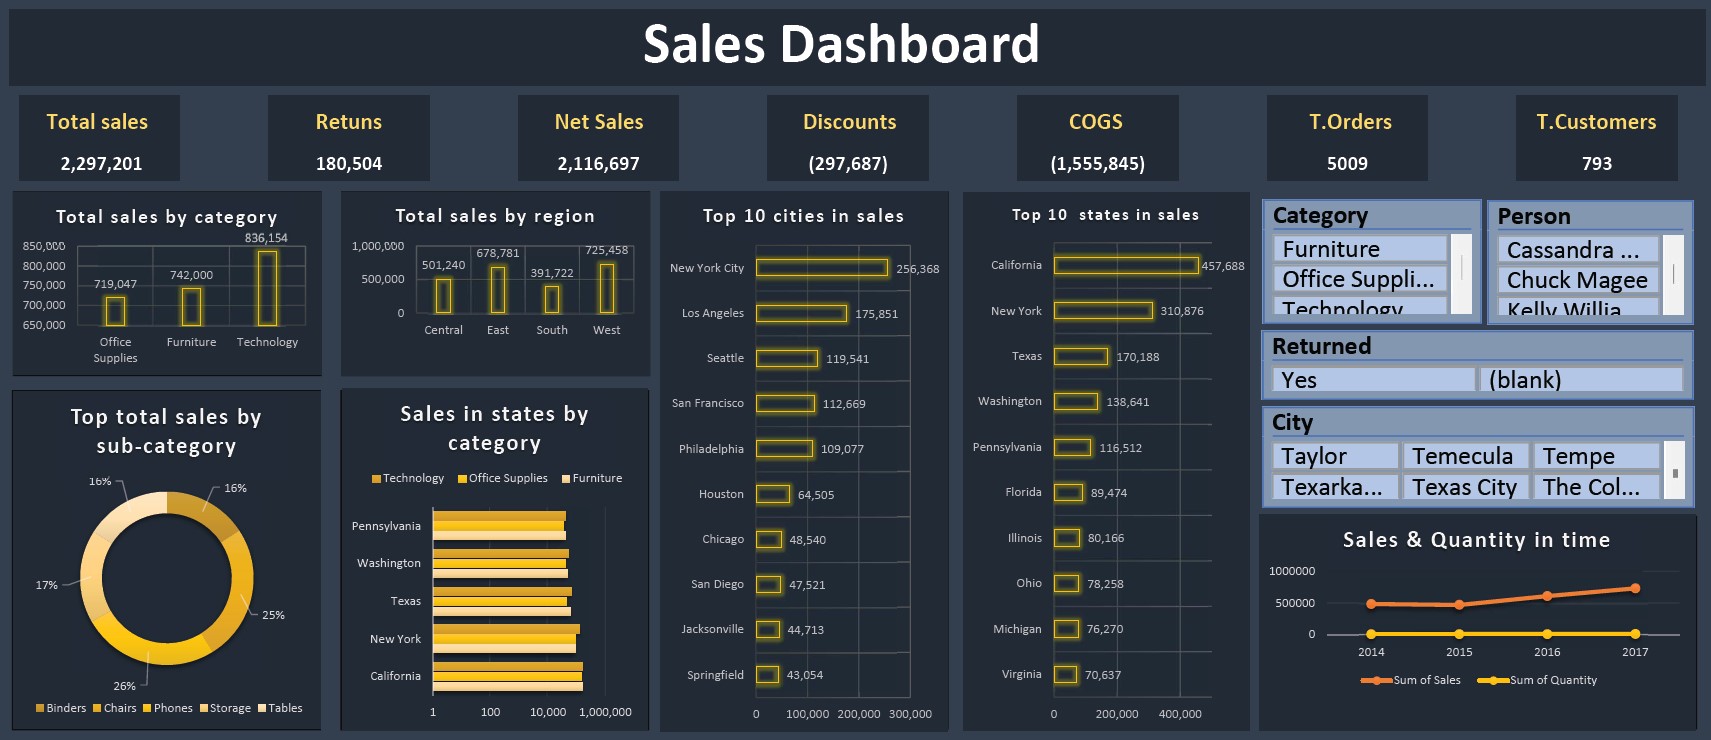 Sales Dashboard
Total sales
2,297,201
Retuns
180,504
Net Sales
2,116,697
Discounts
(297,687)
COGS
(1,555,845)
T.Orders
5009
T.Customers
793
Total sales by category
850,000
800,000
750,000
700,000
650,000
719,047
742,000
836,154
Office
Supplies
Furniture
Technology
Total sales by region
1,000,000
500,000
0
501,240
678,781
391,722
725,458
Central
East
South
West
Top total sales by
sub-category
16%
16%
17%
25%
26%
Binders
Chairs
Phones
Storage
Tables
Sales in states by
category
Technology
Office Supplies
Furniture
Pennsylvania
Washington
Texas
New York
California
1
100
10,000
1,000,000
Top 10 cities in sales
New York City 256,368
Los Angeles 175,851
Seattle 119,541
San Francisco 112,669
Philadelphia 109,077
Houston 64,505
Chicago 48,540
San Diego 47,521
Jacksonville 44,713
Springfield 43,054
0
100,000
200,000
300,000
Top 10 states in sales
California 457,688
New York 310,876
Texas 170,188
Washington 138,641
Pennsylvania 116,512
Florida 89,474
Illinois 80,166
Ohio 78,258
Michigan 76,270
Virginia 70,637
0
200,000
400,000
Category
Furniture
Office Suppli...
Technology
Person
Cassandra ...
Chuck Magee
Kelly Willia
Returned
Yes
(blank)
City
Taylor
Temecula
Tempe
Texarka...
Texas City
The Col...
Sales & Quantity in time
1000000
500000
0
2014
2015
2016
2017
Sum of Sales
Sum of Quantity